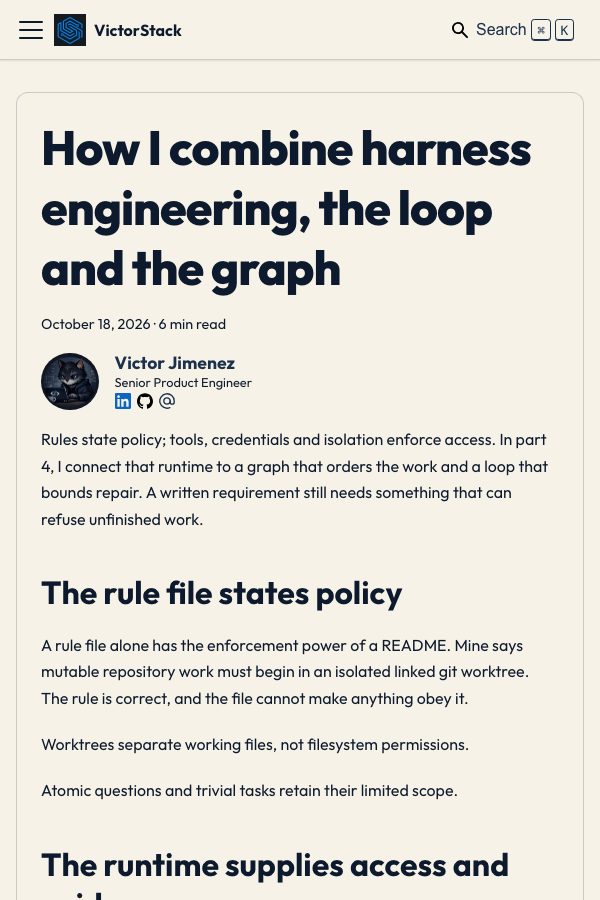 VictorStack
Search ⌘ K
How I combine harness
engineering, the loop
and the graph
October 18, 2026 · 6 min read
Victor Jimenez
Senior Product Engineer
Rules state policy; tools, credentials and isolation enforce access. In part
4, I connect that runtime to a graph that orders the work and a loop that
bounds repair. A written requirement still needs something that can
refuse unfinished work.
The rule file states policy
A rule file alone has the enforcement power of a README. Mine says
mutable repository work must begin in an isolated linked git worktree.
The rule is correct, and the file cannot make anything obey it.
Worktrees separate working files, not filesystem permissions.
Atomic questions and trivial tasks retain their limited scope.
The runtime supplies access and